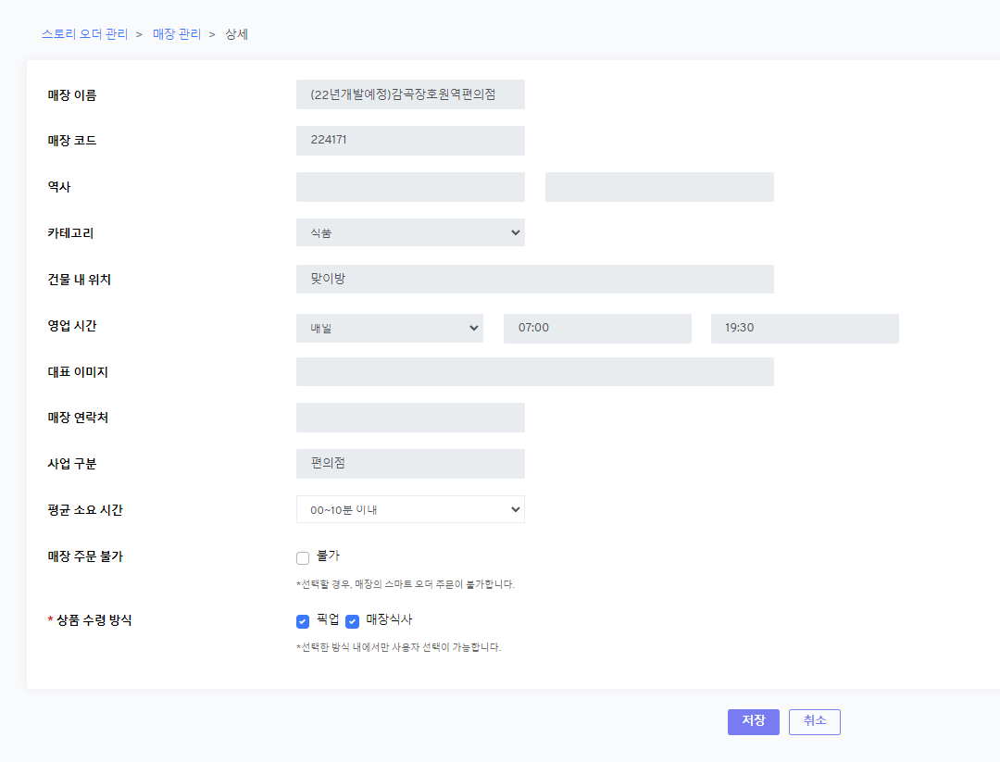 스토리 오더 관리 > 매장 관리 > 상세
매장 이름 (22년개발예정)감곡장호원역편의점
매장 코드 224171
역사
카테고리 식품
건물 내 위치 맞이방
영업 시간 매일 07:00 19:30
대표 이미지
매장 연락처
사업 구분 편의점
평균 소요 시간 00~10분 이내
매장 주문 불가 불가
*선택할 경우, 매장의 스마트 오더 주문이 불가합니다.
* 상품 수령 방식 픽업 매장식사
*선택한 방식 내에서만 사용자 선택이 가능합니다.
저장 취소